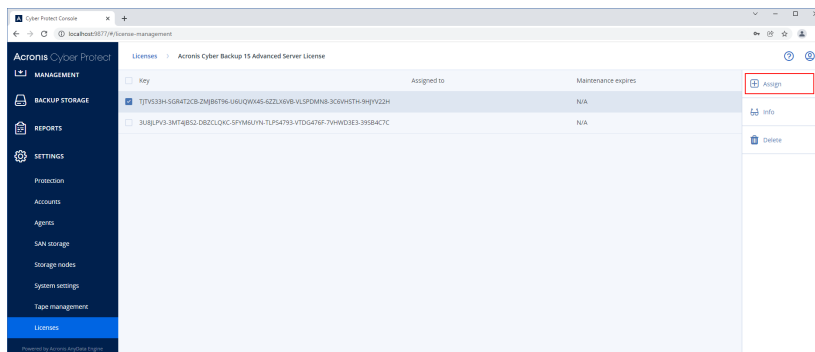 Cyber Protect Console
localhost:9877/#/license-management
Acronis Cyber Protect
Licenses > Acronis Cyber Backup 15 Advanced Server License
MANAGEMENT
BACKUP STORAGE
REPORTS
SETTINGS
Protection
Accounts
Agents
SAN storage
Storage nodes
System settings
Tape management
Licenses
Powered by Acronis AnyData Engine
Key Assigned to Maintenance expires
TJTVS33H-SGR4T2CB-ZMJB6T96-U6UQWX45-6ZZLX6VB-VLSPDMN8-3C6VHSTH-9HJYV22H N/A
3U8JLPV3-3MT4JBS2-DBZCLQKC-SFYM6UYN-TLPS4793-VTDG476F-7VHWD3E3-395B4C7C N/A
Assign
Info
Delete